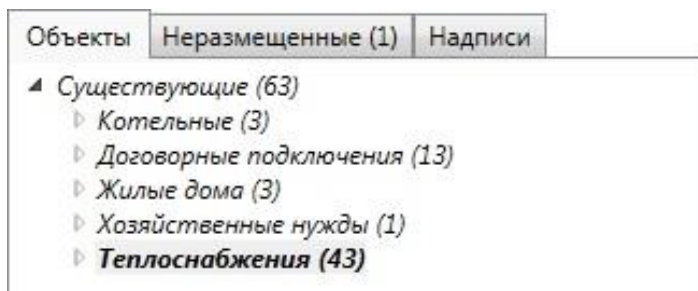 Объекты Неразмещенные (1) Надписи
Существующие (63)
Котельные (3)
Договорные подключения (13)
Жилые дома (3)
Хозяйственные нужды (1)
Теплоснабжения (43)